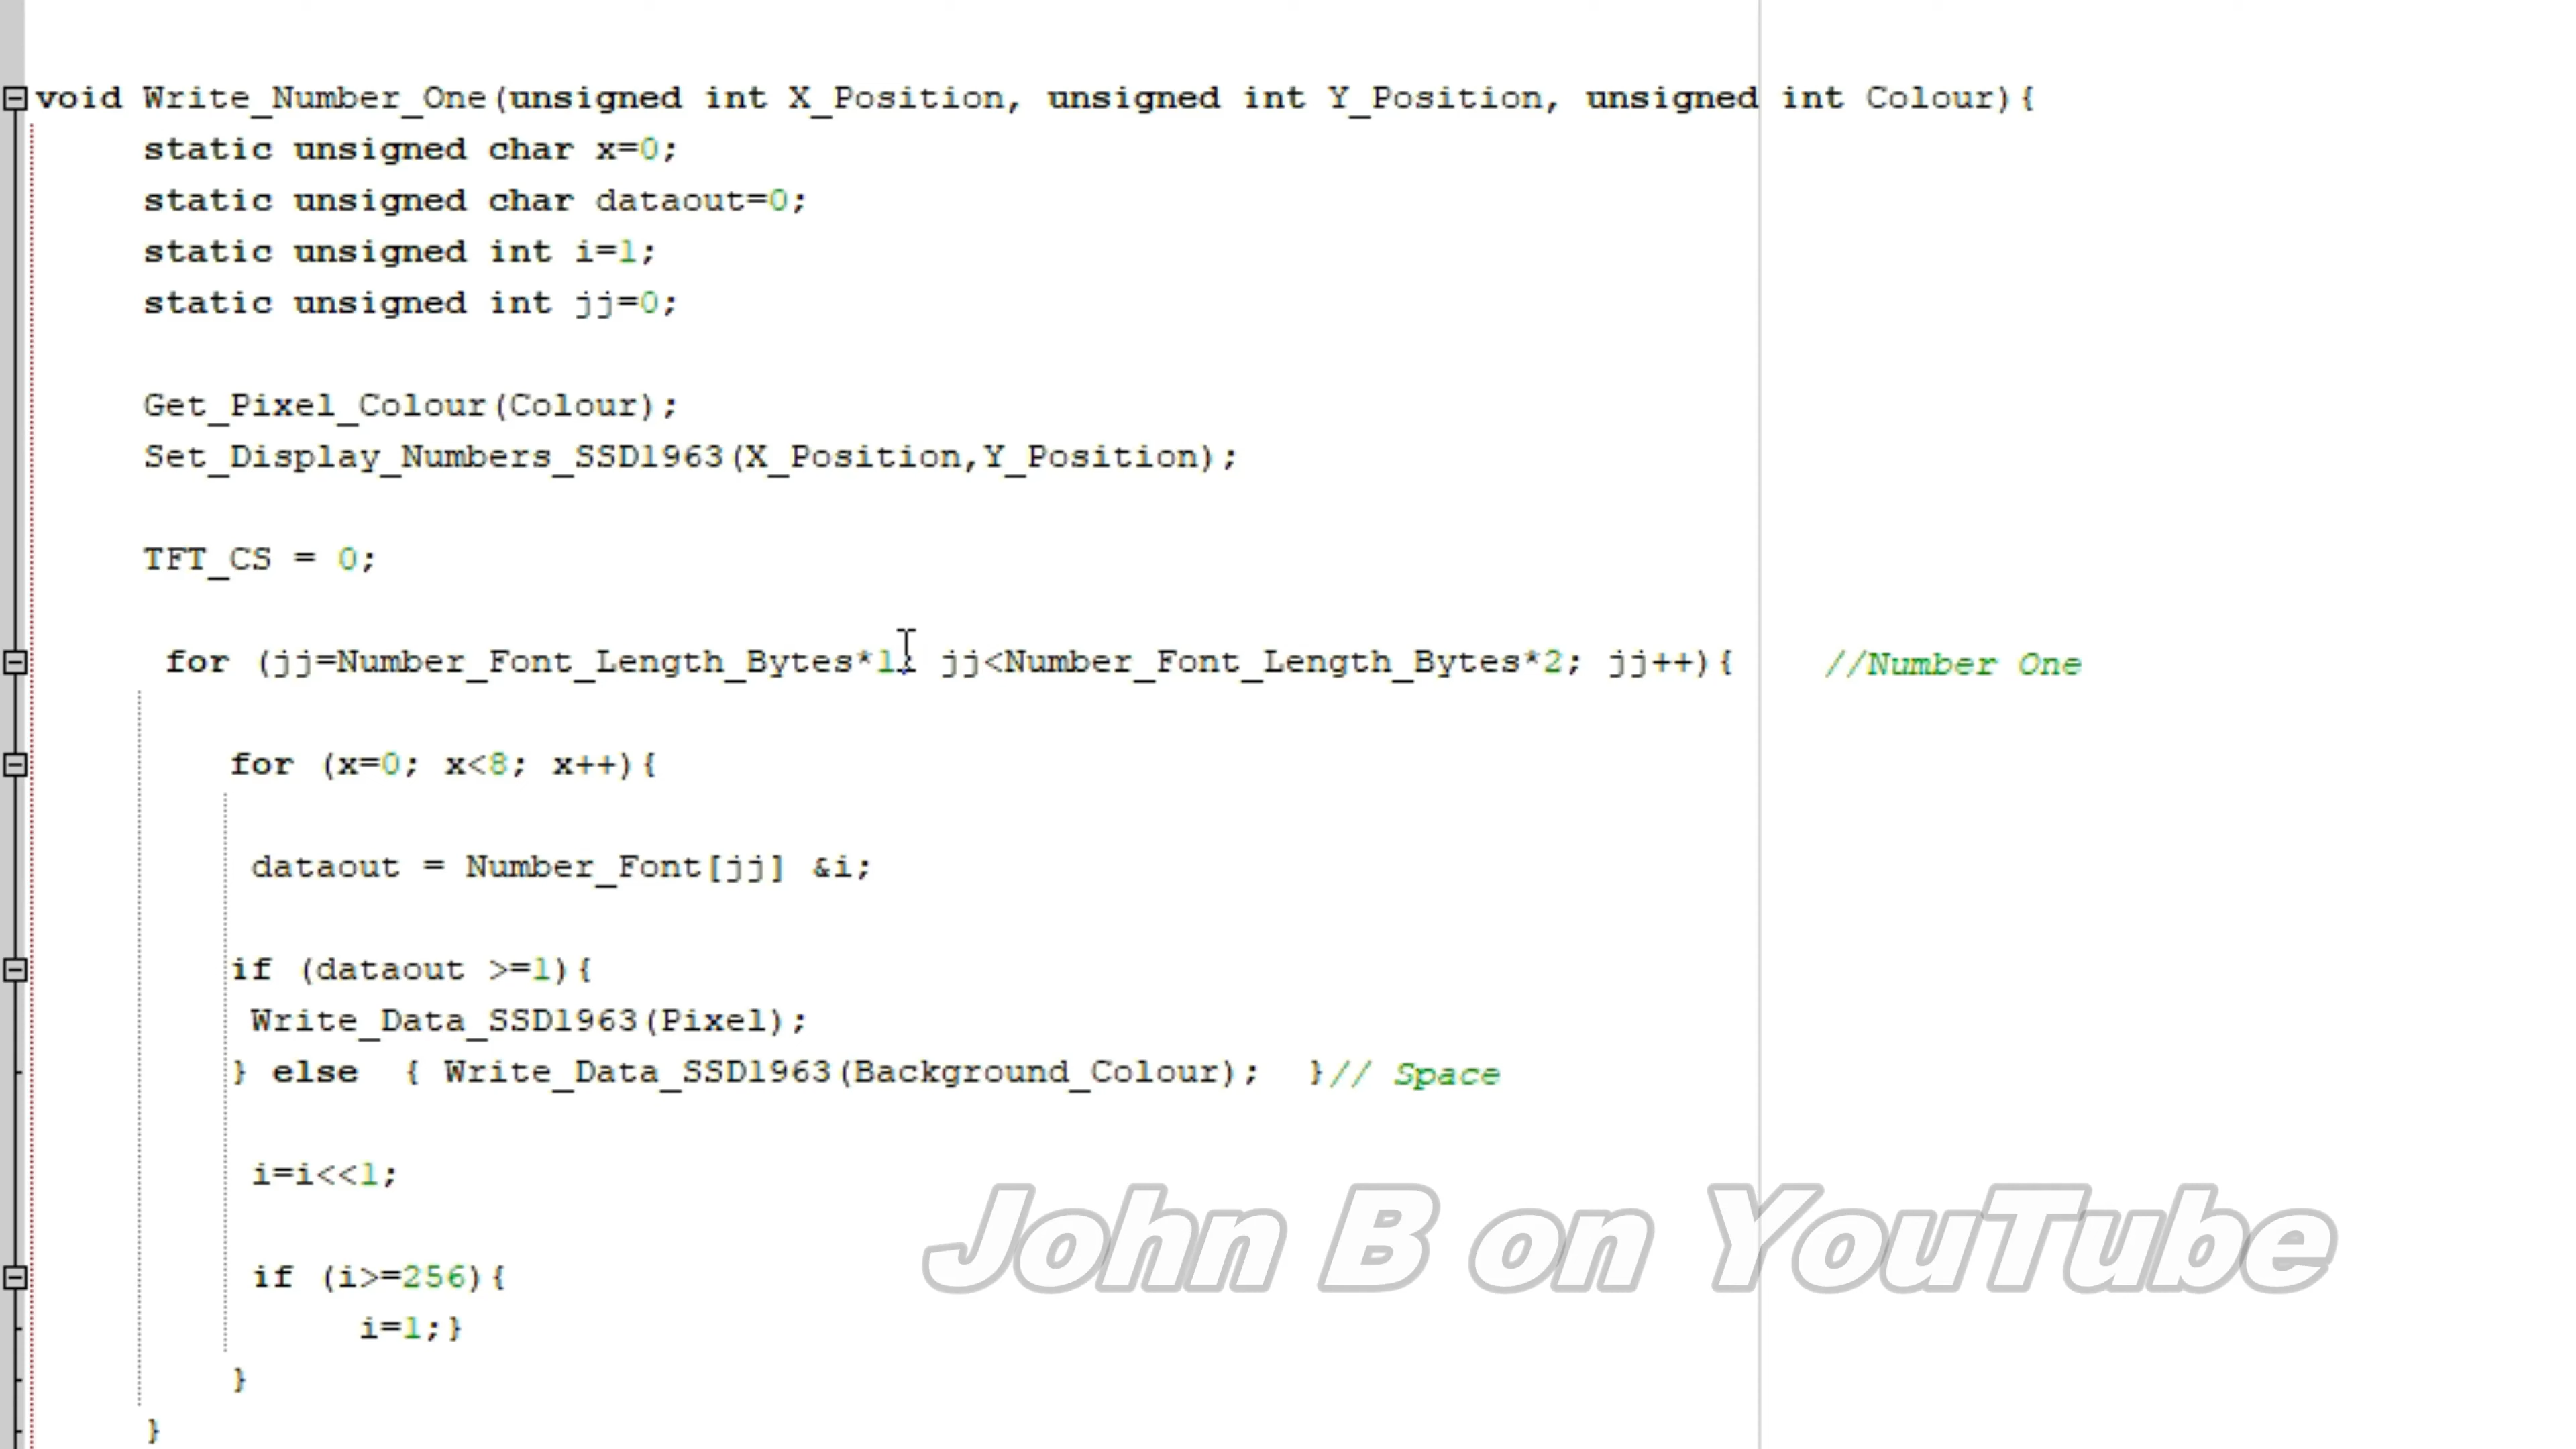 void Write_Number_One(unsigned int X_Position, unsigned int Y_Position, unsigned int Colour){
static unsigned char x=0;
static unsigned char dataout=0;
static unsigned int i=1;
static unsigned int jj=0;
Get_Pixel_Colour(Colour);
Set_Display_Numbers_SSD1963(X_Position,Y_Position);
TFT_CS = 0;
for (jj=Number_Font_Length_Bytes*1; jj<Number_Font_Length_Bytes*2; jj++){ //Number One
for (x=0; x<8; x++){
dataout = Number_Font[jj] &i;
if (dataout >=1){
Write_Data_SSD1963(Pixel);
} else { Write_Data_SSD1963(Background_Colour); }// Space
i=i<<1;
if (i>=256){
i=1;}
}
}
John B on YouTube